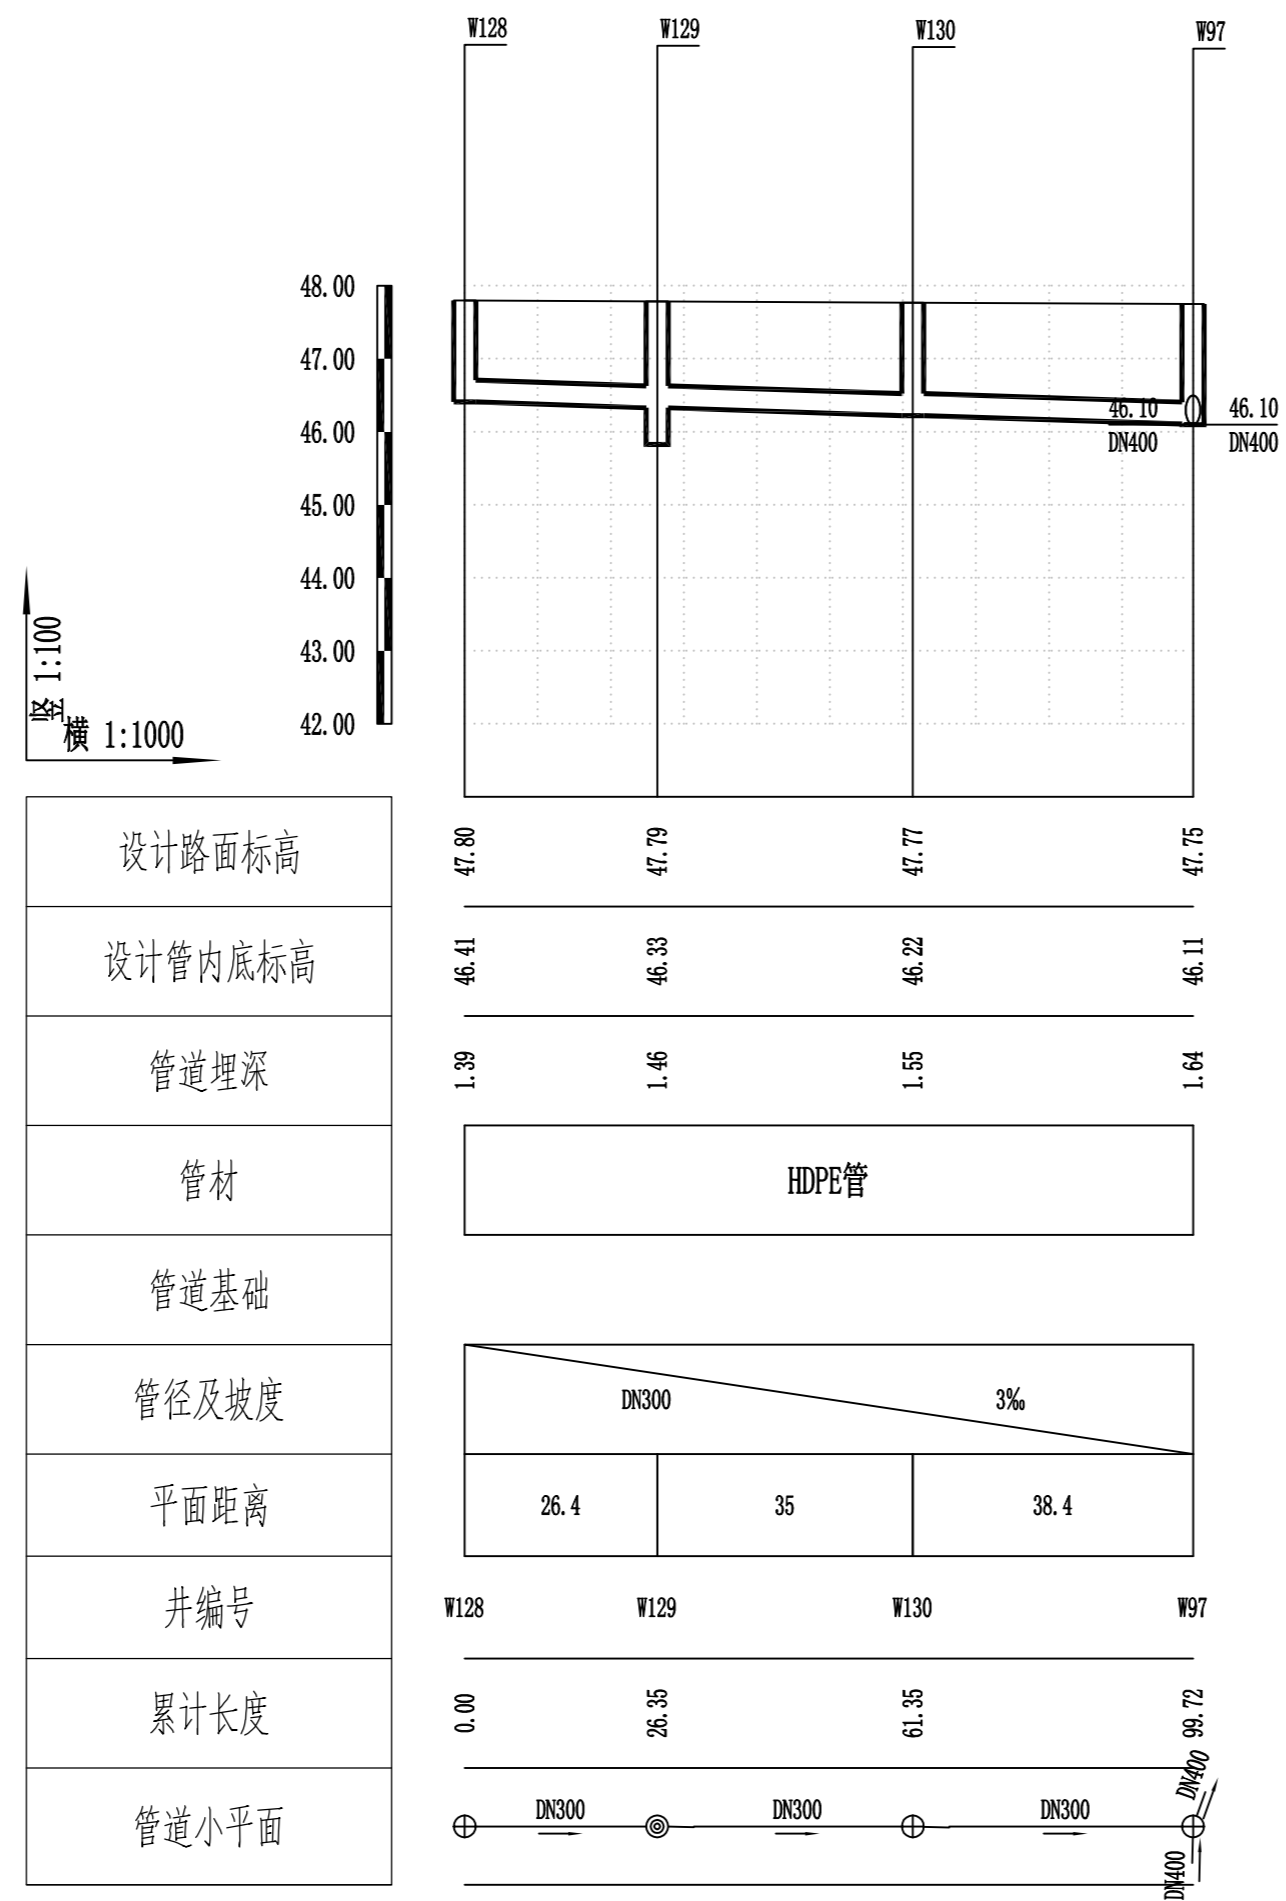 W128 W129 W130 W97
48.00
47.00
46.00
45.00
44.00
43.00
42.00
46.10 46.10
DN400 DN400
竖 1:100
横 1:1000
设计路面标高 47.80 47.79 47.77 47.75
设计管内底标高 46.41 46.33 46.22 46.11
管道埋深 1.39 1.46 1.55 1.64
管材 HDPE管
管道基础
管径及坡度 DN300 3‰
平面距离 26.4 35 38.4
井编号 W128 W129 W130 W97
累计长度 0.00 26.35 61.35 99.72
管道小平面 DN300 DN300 DN300 DN400
DN400